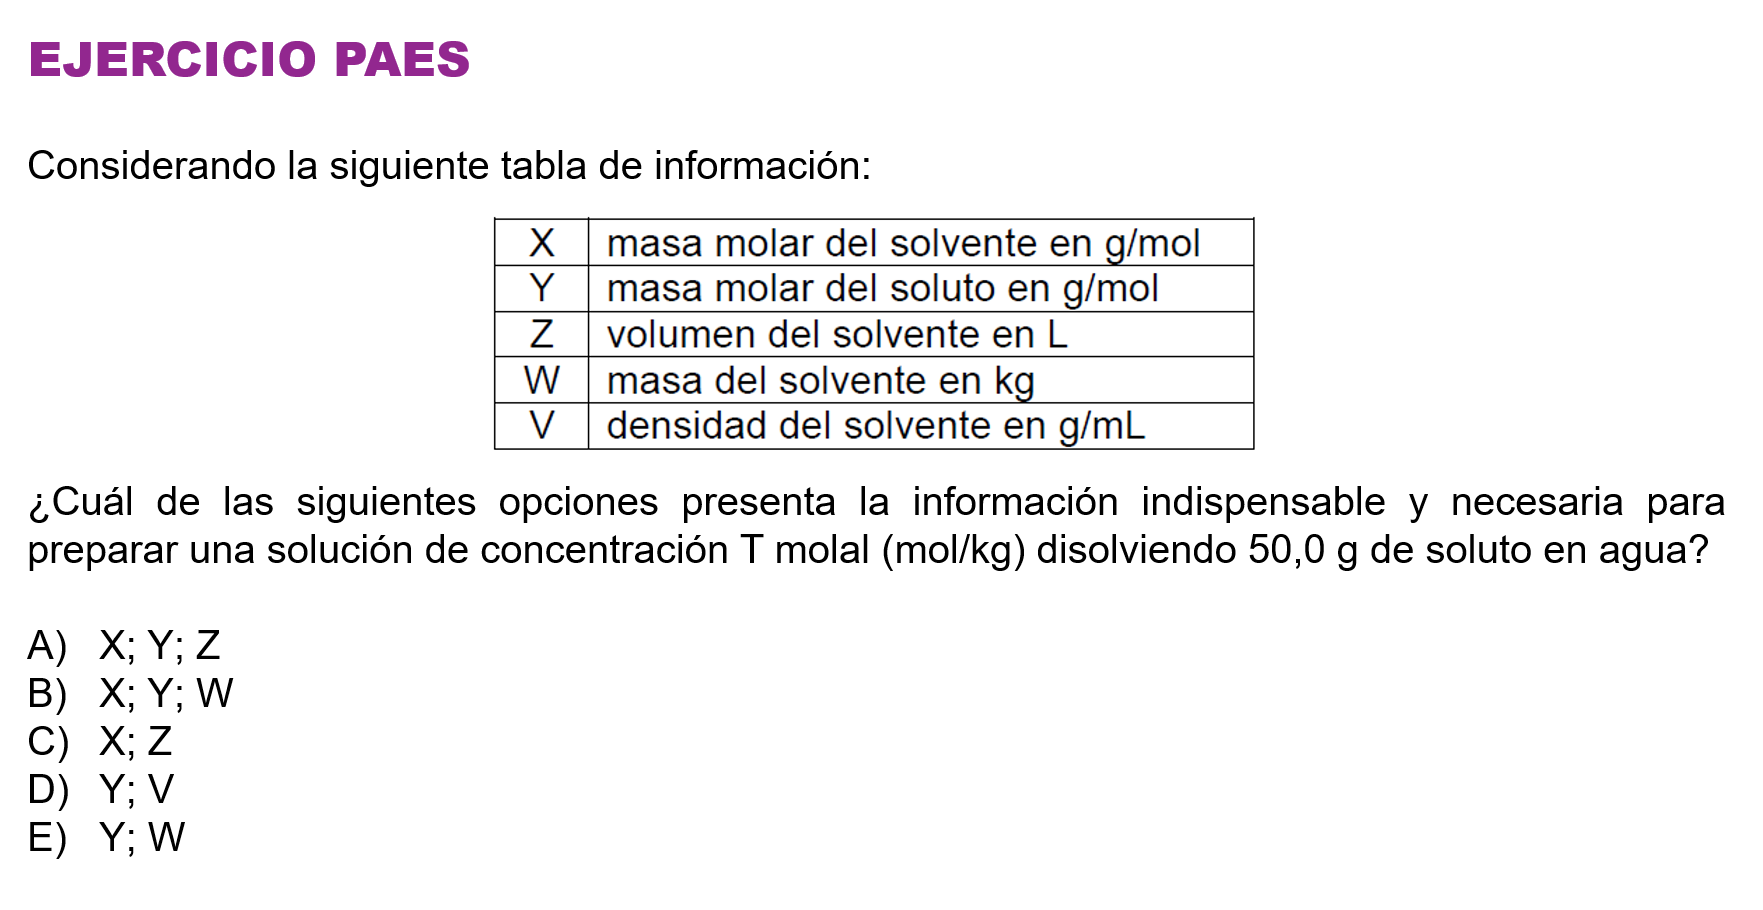 EJERCICIO PAES
Considerando la siguiente tabla de información:
X masa molar del solvente en g/mol
Y masa molar del soluto en g/mol
Z volumen del solvente en L
W masa del solvente en kg
V densidad del solvente en g/mL
¿Cuál de las siguientes opciones presenta la información indispensable y necesaria para
preparar una solución de concentración T molal (mol/kg) disolviendo 50,0 g de soluto en agua?
A) X; Y; Z
B) X; Y; W
C) X; Z
D) Y; V
E) Y; W